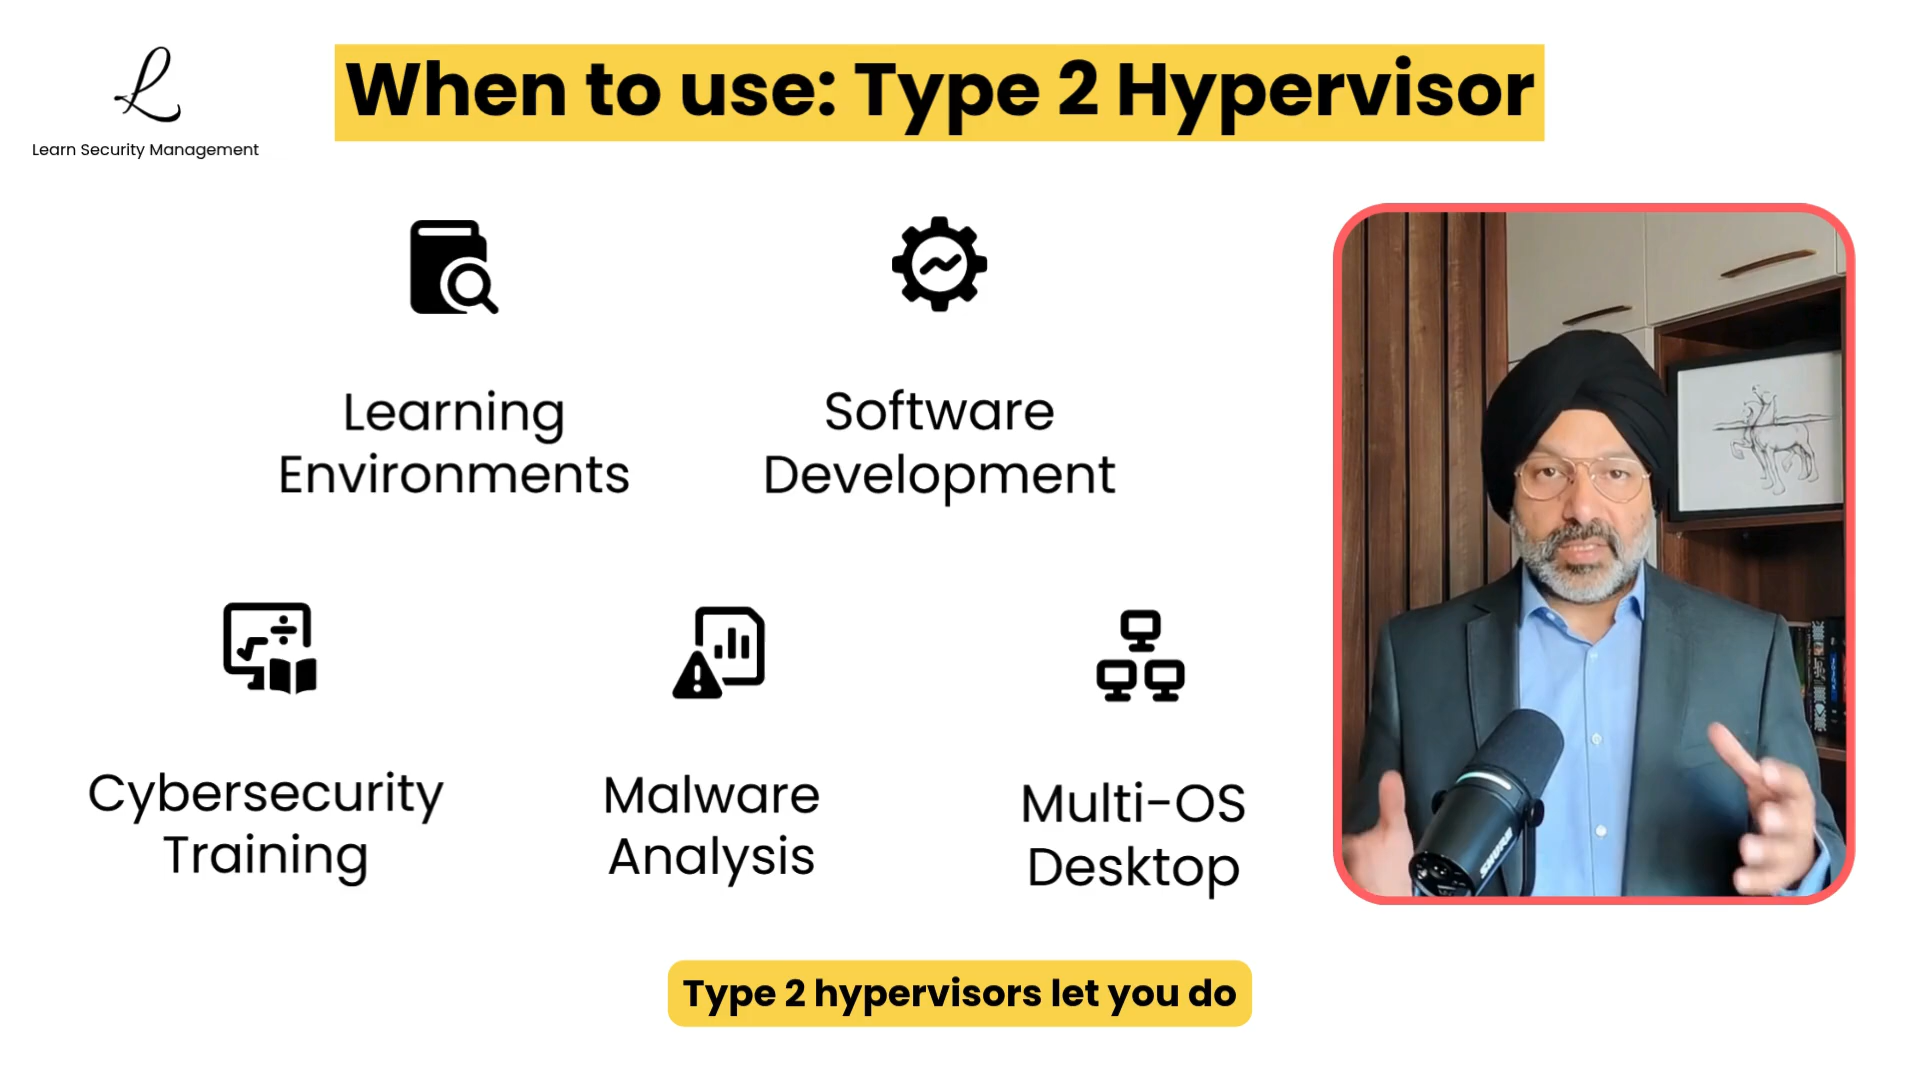 Learn Security Management
When to use: Type 2 Hypervisor
Learning
Environments
Software
Development
Cybersecurity
Training
Malware
Analysis
Multi-OS
Desktop
SHURE
Type 2 hypervisors let you do